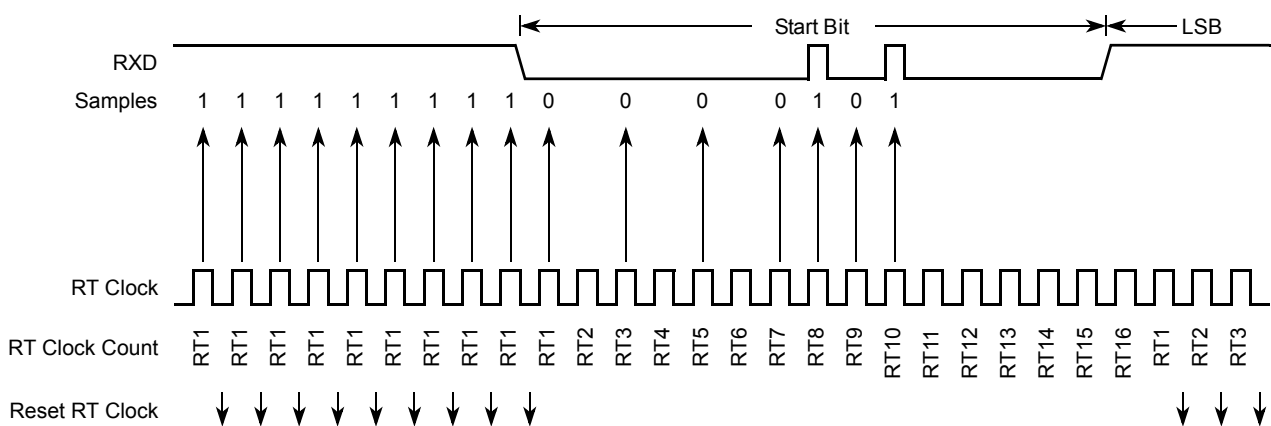 Start Bit LSB
RXD
Samples 1 1 1 1 1 1 1 1 1 0 0 0 0 1 0 1
RT Clock
RT Clock Count RT1 RT1 RT1 RT1 RT1 RT1 RT1 RT1 RT1 RT1 RT2 RT3 RT4 RT5 RT6 RT7 RT8 RT9 RT10 RT11 RT12 RT13 RT14 RT15 RT16 RT1 RT2 RT3
Reset RT Clock